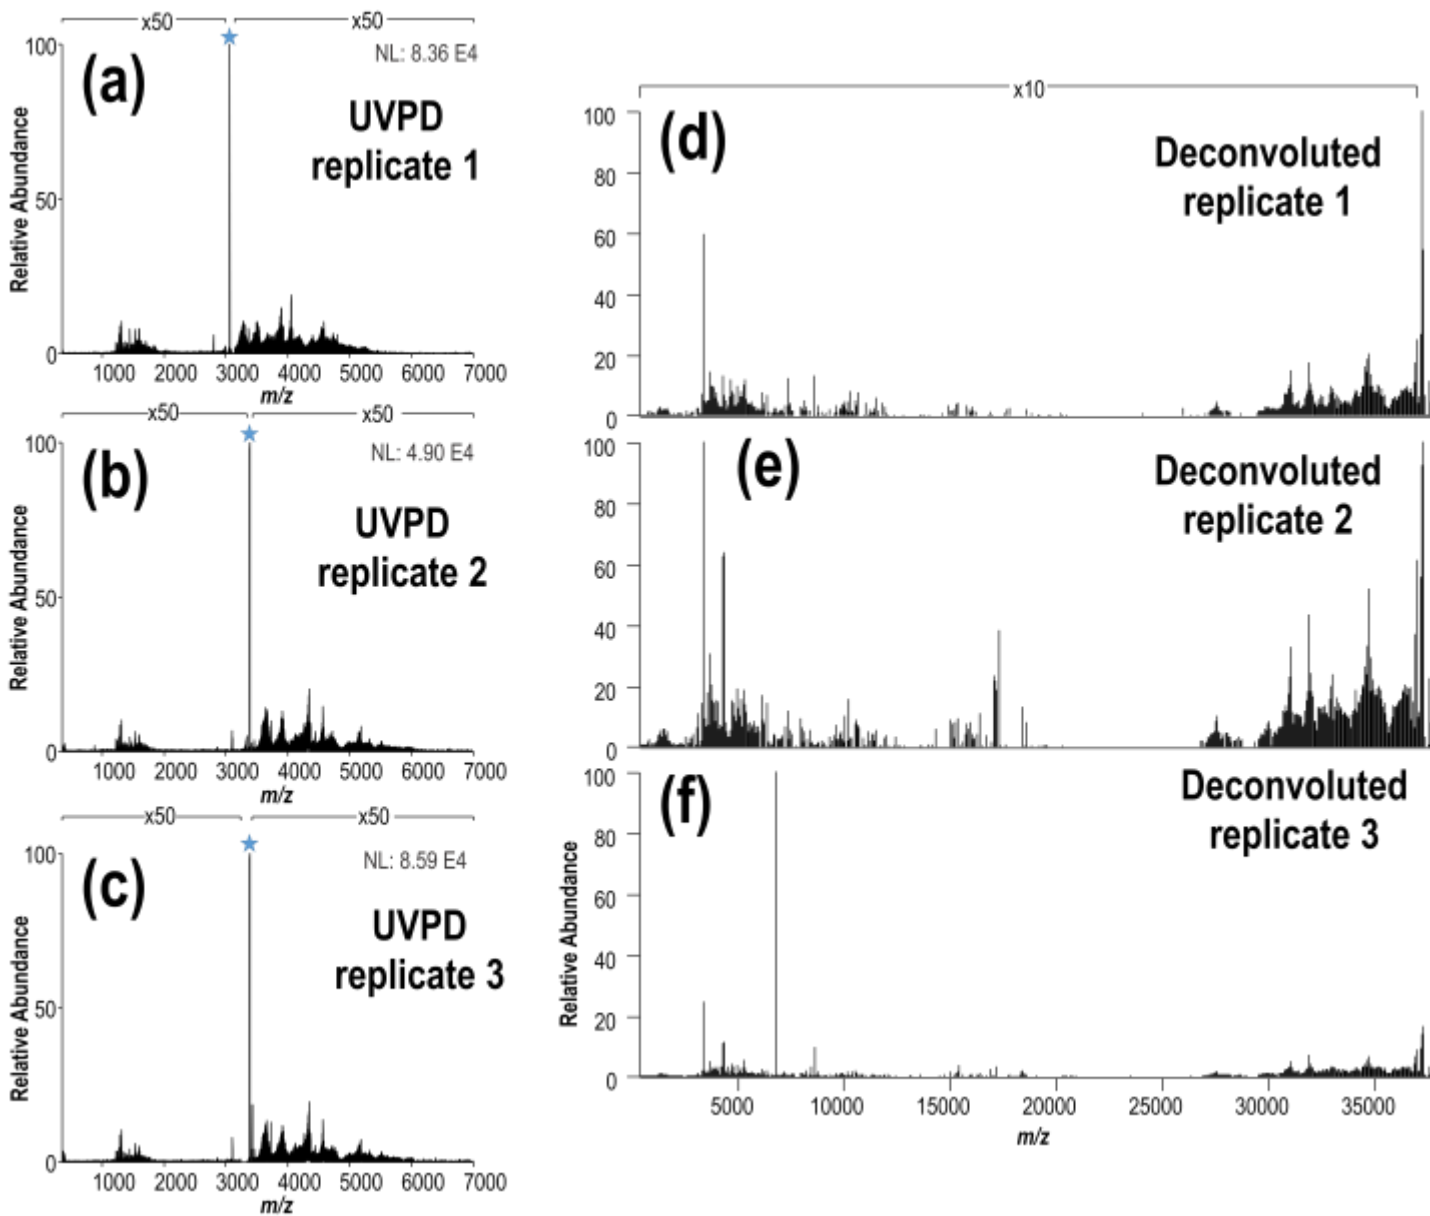 x50 x50
NL: 8.36 E4
(a)
UVPD
replicate 1
Relative Abundance
100
50
0
1000 2000 3000 4000 5000 6000 7000
m/z
x50 x50
NL: 4.90 E4
(b)
UVPD
replicate 2
Relative Abundance
100
50
0
1000 2000 3000 4000 5000 6000 7000
m/z
x50 x50
NL: 8.59 E4
(c)
UVPD
replicate 3
Relative Abundance
100
50
0
1000 2000 3000 4000 5000 6000 7000
m/z
x10
(d)
Deconvoluted
replicate 1
100
80
60
40
20
0
(e)
Deconvoluted
replicate 2
100
80
60
40
20
0
(f)
Deconvoluted
replicate 3
Relative Abundance
100
80
60
40
20
0
5000 10000 15000 20000 25000 30000 35000
m/z